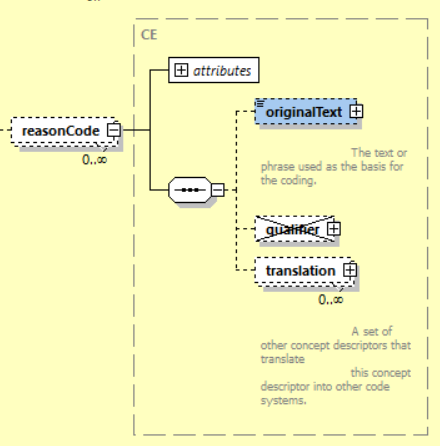 0..∞
CE
attributes
originalText
reasonCode
0..∞
The text or
phrase used as the basis for
the coding.
qualifier
translation
0..∞
A set of
other concept descriptors that
translate
this concept
descriptor into other code
systems.